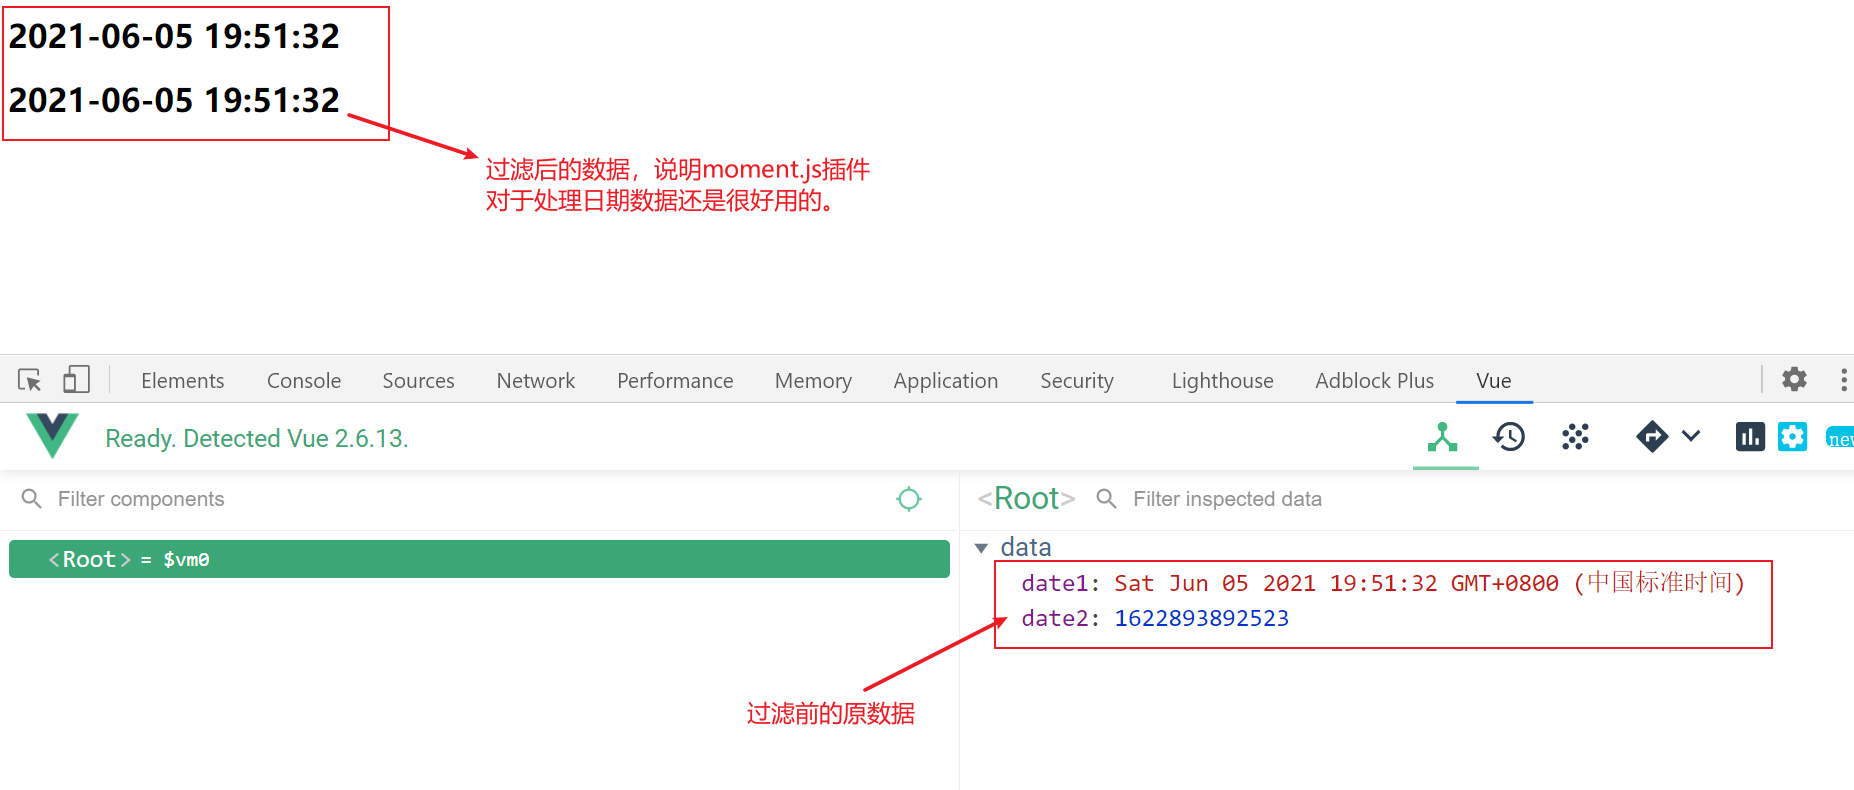 2021-06-05 19:51:32
2021-06-05 19:51:32
过滤后的数据，说明moment.js插件
对于处理日期数据还是很好用的。
Elements Console Sources Network Performance Memory Application Security Lighthouse Adblock Plus Vue
Ready. Detected Vue 2.6.13.
new
Filter components
<Root> Filter inspected data
<Root> = $vm0
data
date1: Sat Jun 05 2021 19:51:32 GMT+0800 (中国标准时间)
date2: 1622893892523
过滤前的原数据